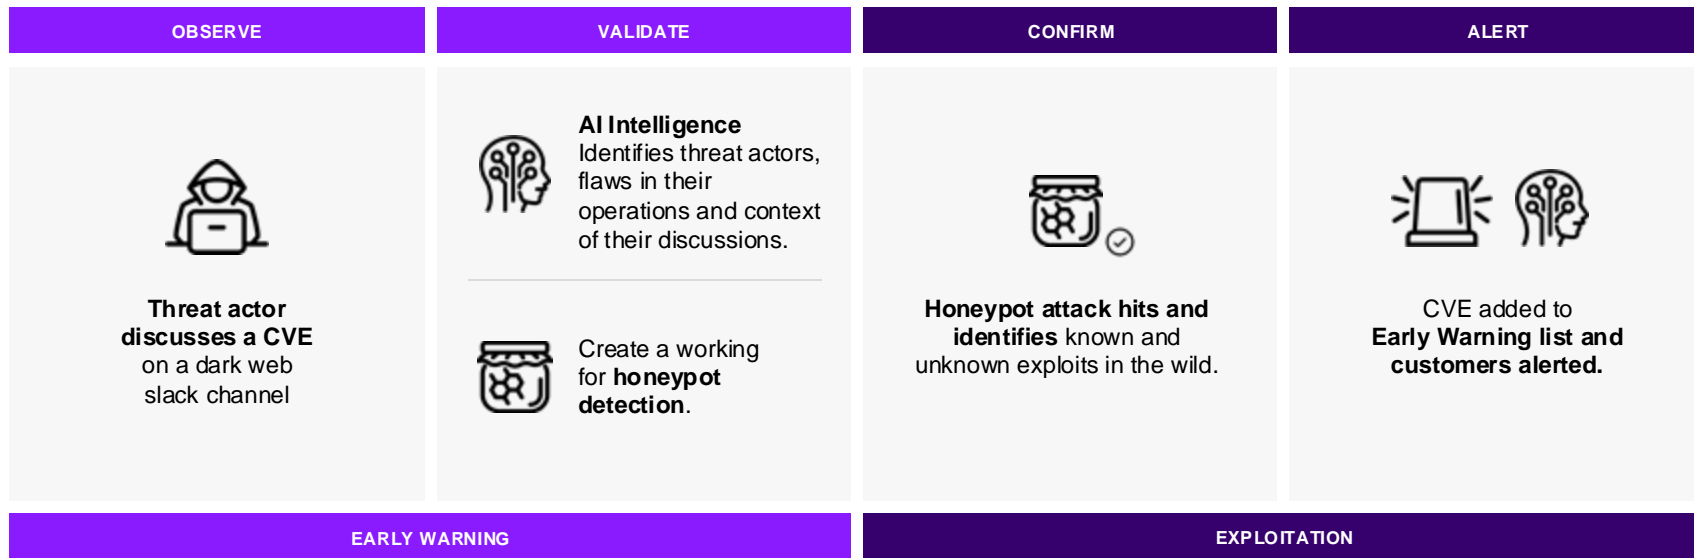 OBSERVE
VALIDATE
CONFIRM
ALERT
Threat actor
discusses a CVE
on a dark web
slack channel
AI Intelligence
Identifies threat actors,
flaws in their
operations and context
of their discussions.
Create a working
for honeypot
detection.
Honeypot attack hits and
identifies known and
unknown exploits in the wild.
CVE added to
Early Warning list and
customers alerted.
EARLY WARNING
EXPLOITATION